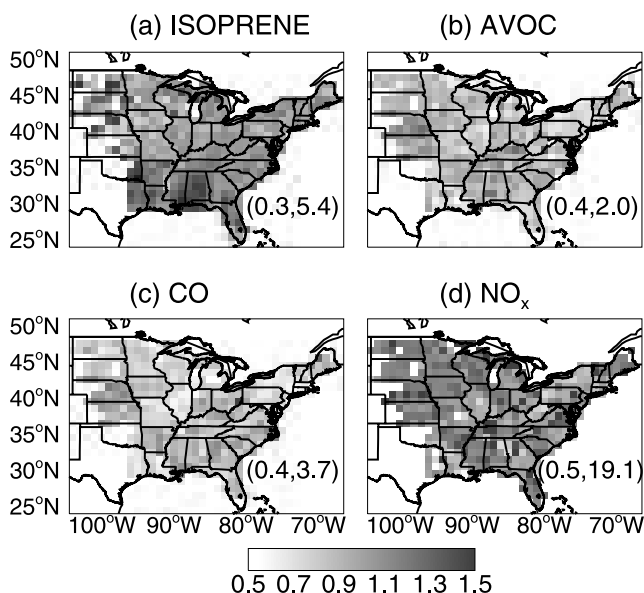 (a) ISOPRENE (b) AVOC
50°N
45°N
40°N
35°N
30°N
25°N
(0.3,5.4) (0.4,2.0)
(c) CO (d) NOₓ
50°N
45°N
40°N
35°N
30°N
25°N
(0.4,3.7) (0.5,19.1)
100°W 90°W 80°W 70°W 100°W 90°W 80°W 70°W
0.5 0.7 0.9 1.1 1.3 1.5